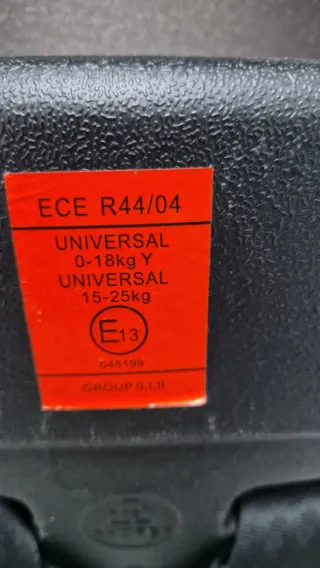 ECE R44/04
UNIVERSAL
0-18kg Y
UNIVERSAL
15-25kg
E13
045199
GROUP 0,I,II